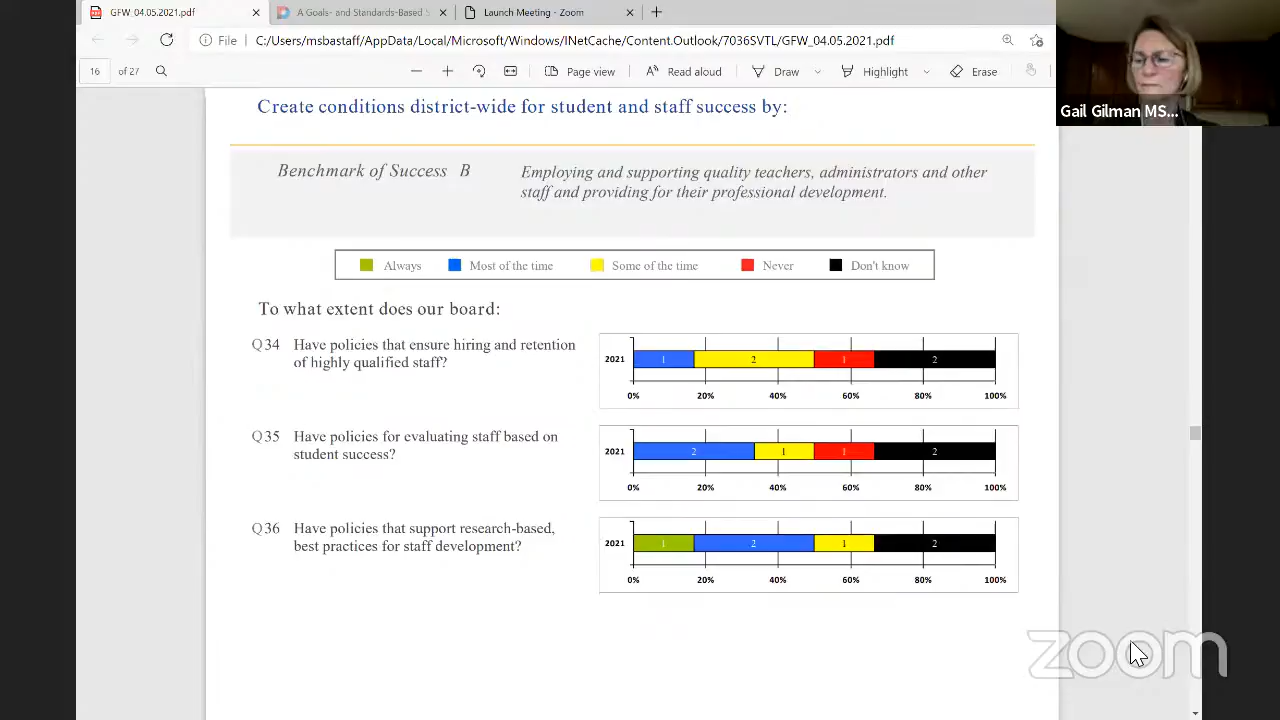 GFW_04.05.2021.pdf
A Goals- and Standards-Based S
Launch Meeting - Zoom
File
C:/Users/msbastaff/AppData/Local/Microsoft/Windows/INetCache/Content.Outlook/7036SVTL/GFW_04.05.2021.pdf
16 of 27
Page view
Read aloud
Draw
Highlight
Erase
Gail Gilman MS...
Create conditions district-wide for student and staff success by:
Benchmark of Success B
Employing and supporting quality teachers, administrators and other
staff and providing for their professional development.
Always Most of the time Some of the time Never Don't know
To what extent does our board:
Q34 Have policies that ensure hiring and retention
of highly qualified staff?
2021 1 2 1 2
0% 20% 40% 60% 80% 100%
Q35 Have policies for evaluating staff based on
student success?
2021 2 1 1 2
0% 20% 40% 60% 80% 100%
Q36 Have policies that support research-based,
best practices for staff development?
2021 1 2 1 2
0% 20% 40% 60% 80% 100%
zoom